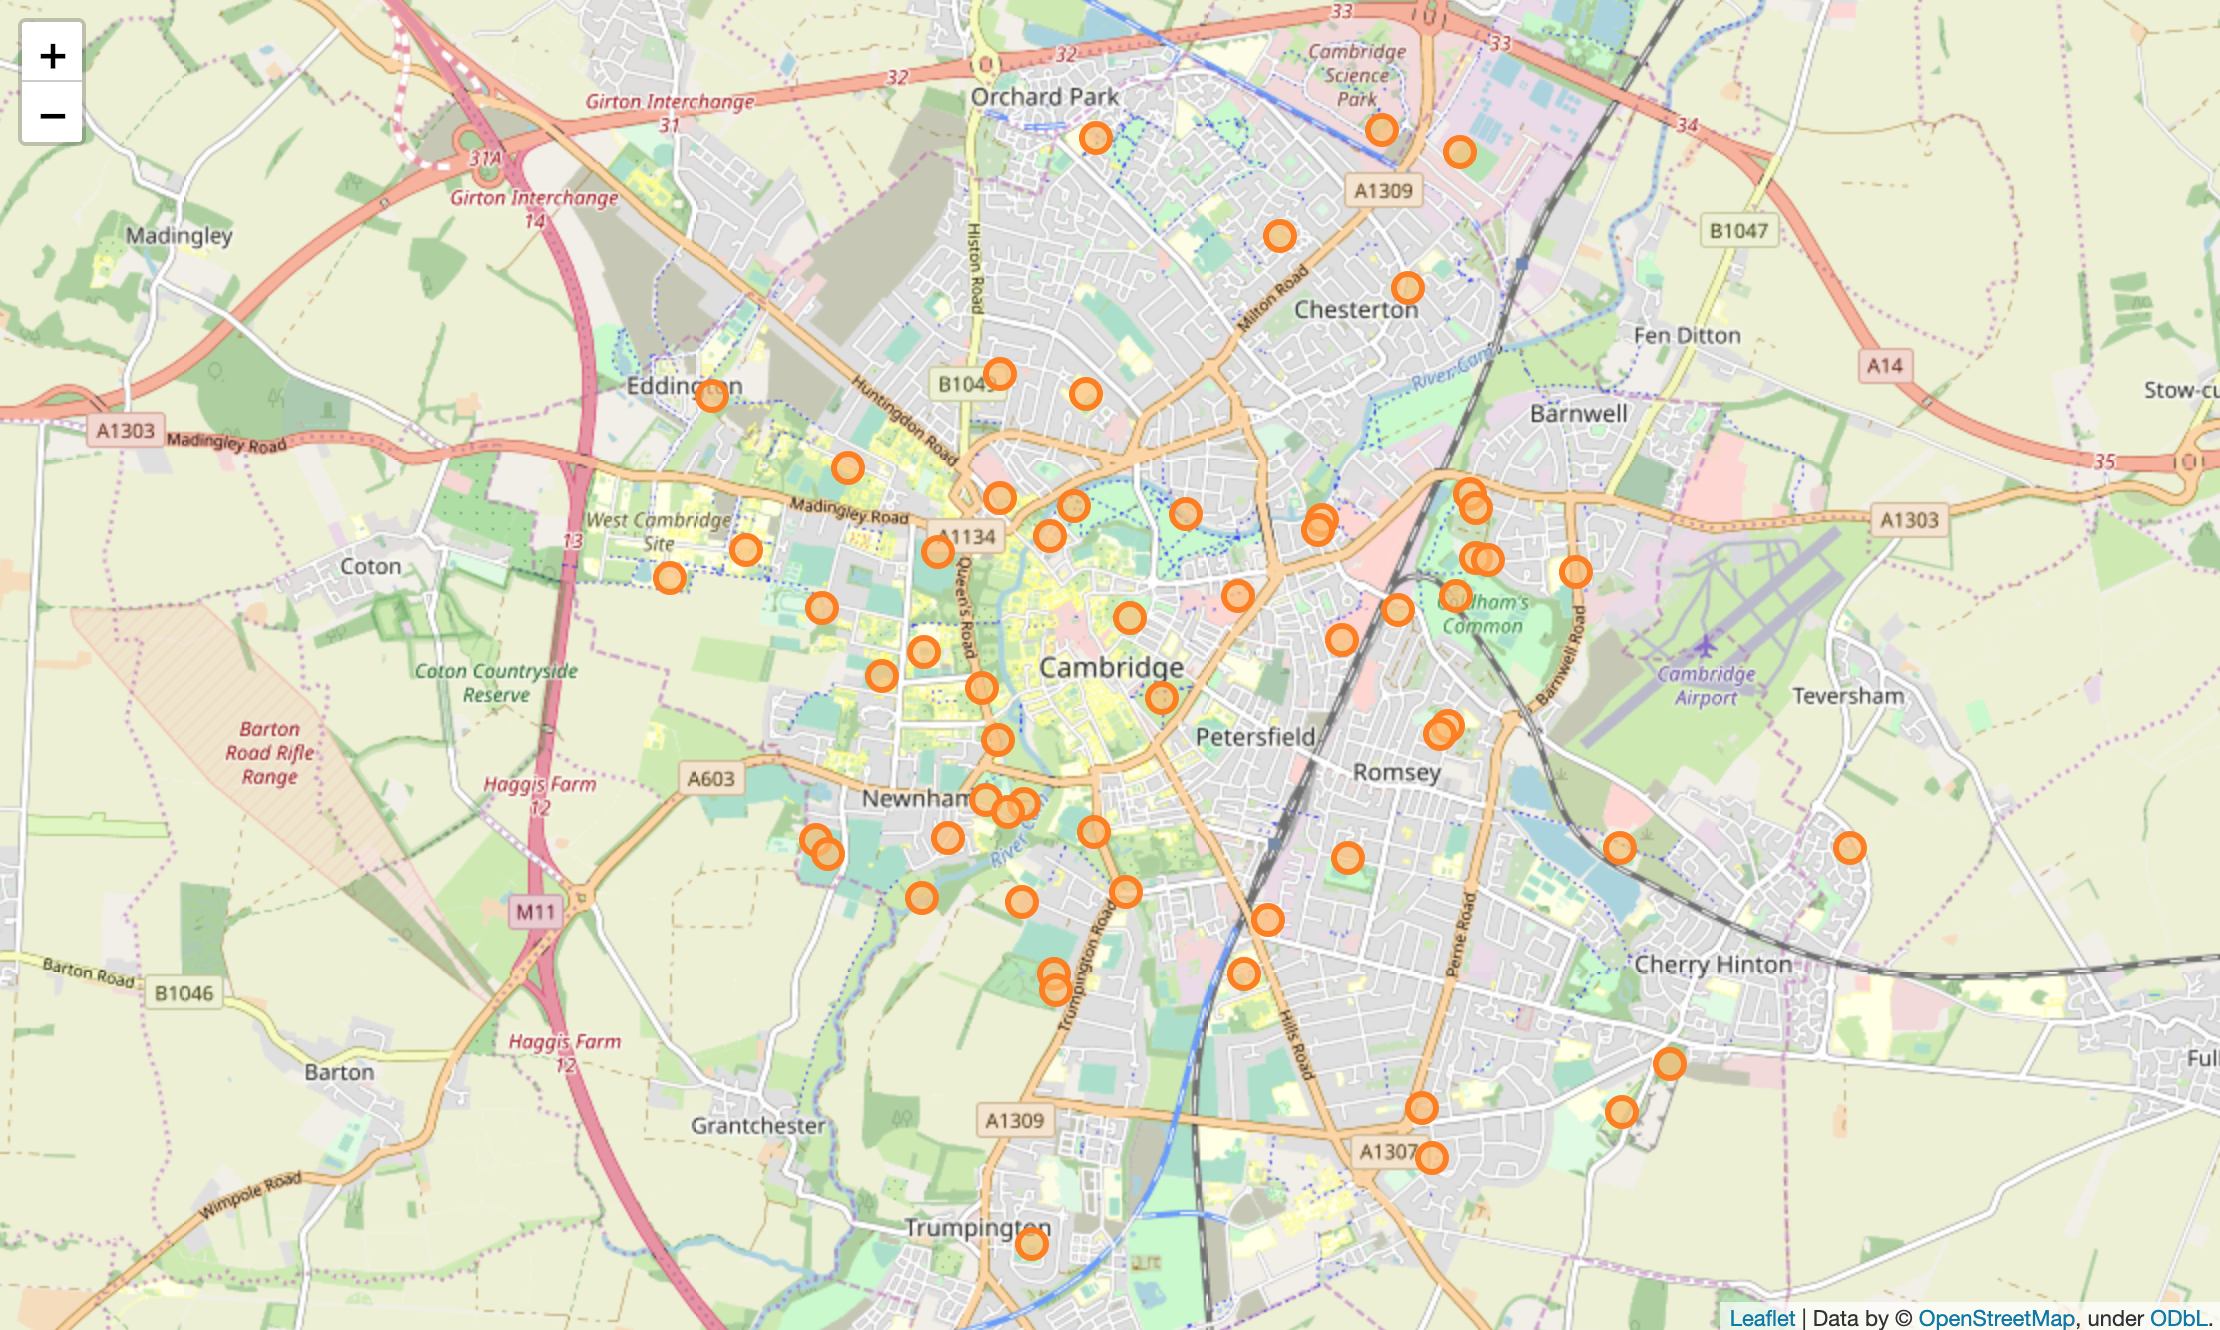 +
−
33
32
33
32
Cambridge
Science
Park
Orchard Park
Girton Interchange
31
34
31A
Girton Interchange
14
A1309
Madingley
B1047
Histon Road
Milton Road
Chesterton
Fen Ditton
River Cam
A14
Eddington
B1049
Huntingdon Road
Stow-cu
Barnwell
A1303
Madingley Road
35
Madingley Road
West Cambridge
Site
A1303
A1134
13
Coton
Queen's Road
Coldham's
Common
Barnwell Road
Coton Countryside
Reserve
Cambridge
Cambridge
Airport
Teversham
Barton
Road Rifle
Range
Petersfield
Romsey
A603
Haggis Farm
12
Newnham
River Cam
M11
Trumpington Road
Perne Road
Cherry Hinton
Barton Road
B1046
Hills Road
Haggis Farm
12
Barton
Full
Grantchester
A1309
A1307
Wimpole Road
Trumpington
Leaflet | Data by © OpenStreetMap, under ODbL.